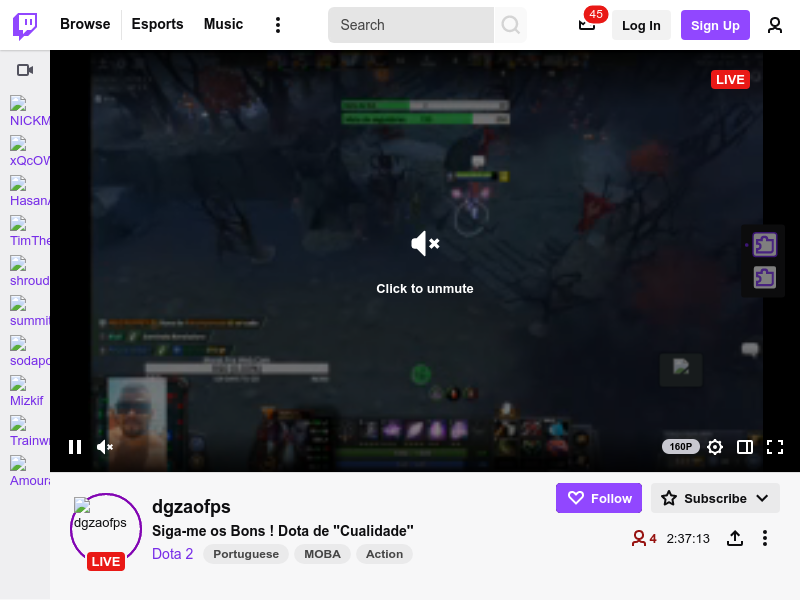 Browse
Esports
Music
Search
45
Log In
Sign Up
NICKM
xQcOW
HasanA
TimThe
shroud
summit
sodapo
Mizkif
Trainw
Amoura
LIVE
Click to unmute
160P
dgzaofps
LIVE
dgzaofps
Siga-me os Bons ! Dota de "Cualidade"
Dota 2
Portuguese
MOBA
Action
Follow
Subscribe
4
2:37:13